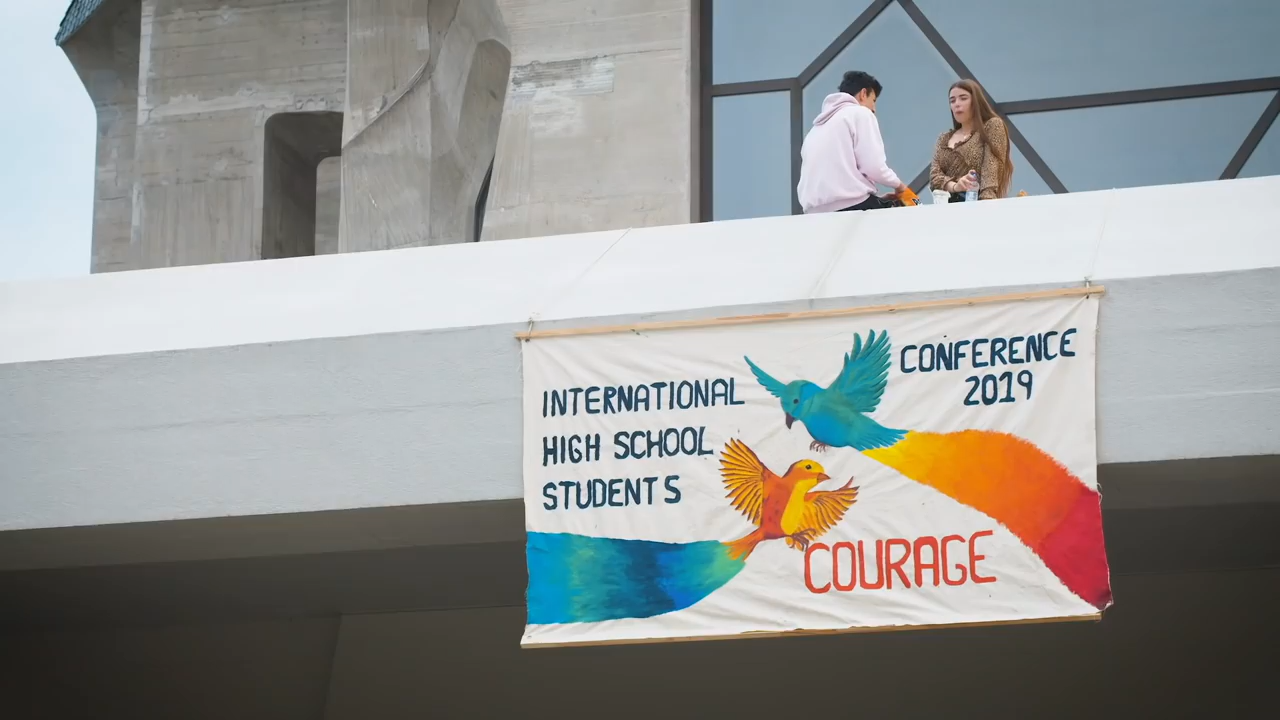 INTERNATIONAL
HIGH SCHOOL
STUDENTS
CONFERENCE
2019
COURAGE